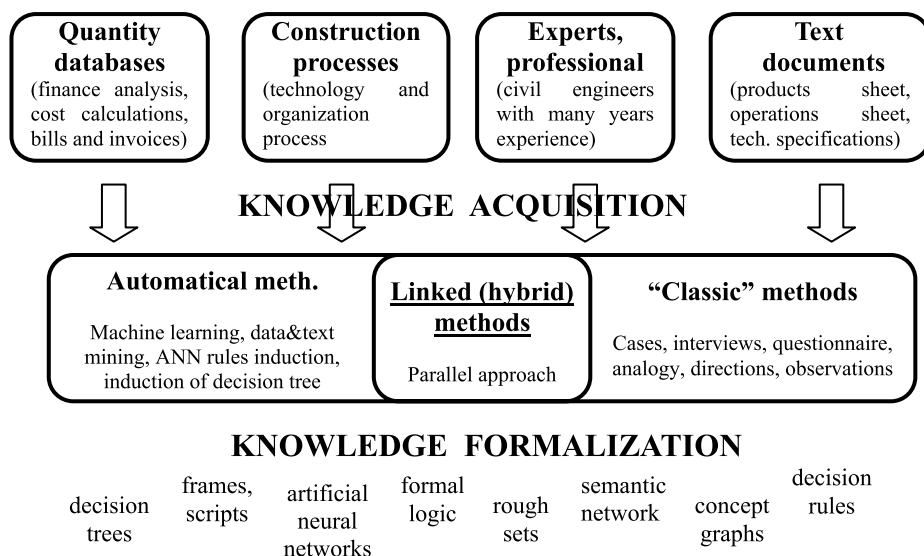 Quantity
databases
(finance analysis,
cost calculations,
bills and invoices)
Construction
processes
(technology and
organization
process
Experts,
professional
(civil engineers
with many years
experience)
Text
documents
(products sheet,
operations sheet,
tech. specifications)
KNOWLEDGE ACQUISITION
Automatical meth.
Machine learning, data&text
mining, ANN rules induction,
induction of decision tree
Linked (hybrid)
methods
Parallel approach
“Classic” methods
Cases, interviews, questionnaire,
analogy, directions, observations
KNOWLEDGE FORMALIZATION
decision
trees
frames,
scripts
artificial
neural
networks
formal
logic
rough
sets
semantic
network
concept
graphs
decision
rules